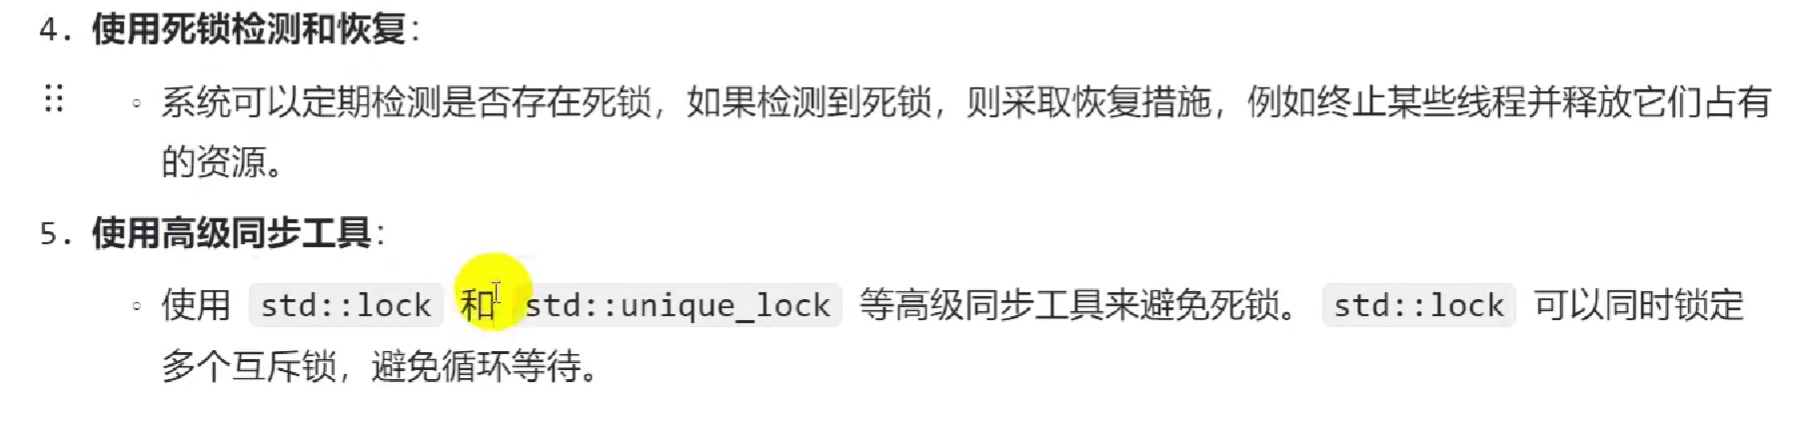 4. 使用死锁检测和恢复：
◦ 系统可以定期检测是否存在死锁，如果检测到死锁，则采取恢复措施，例如终止某些线程并释放它们占有
的资源。
5. 使用高级同步工具：
◦ 使用 std::lock 和 std::unique_lock 等高级同步工具来避免死锁。 std::lock 可以同时锁定
多个互斥锁，避免循环等待。